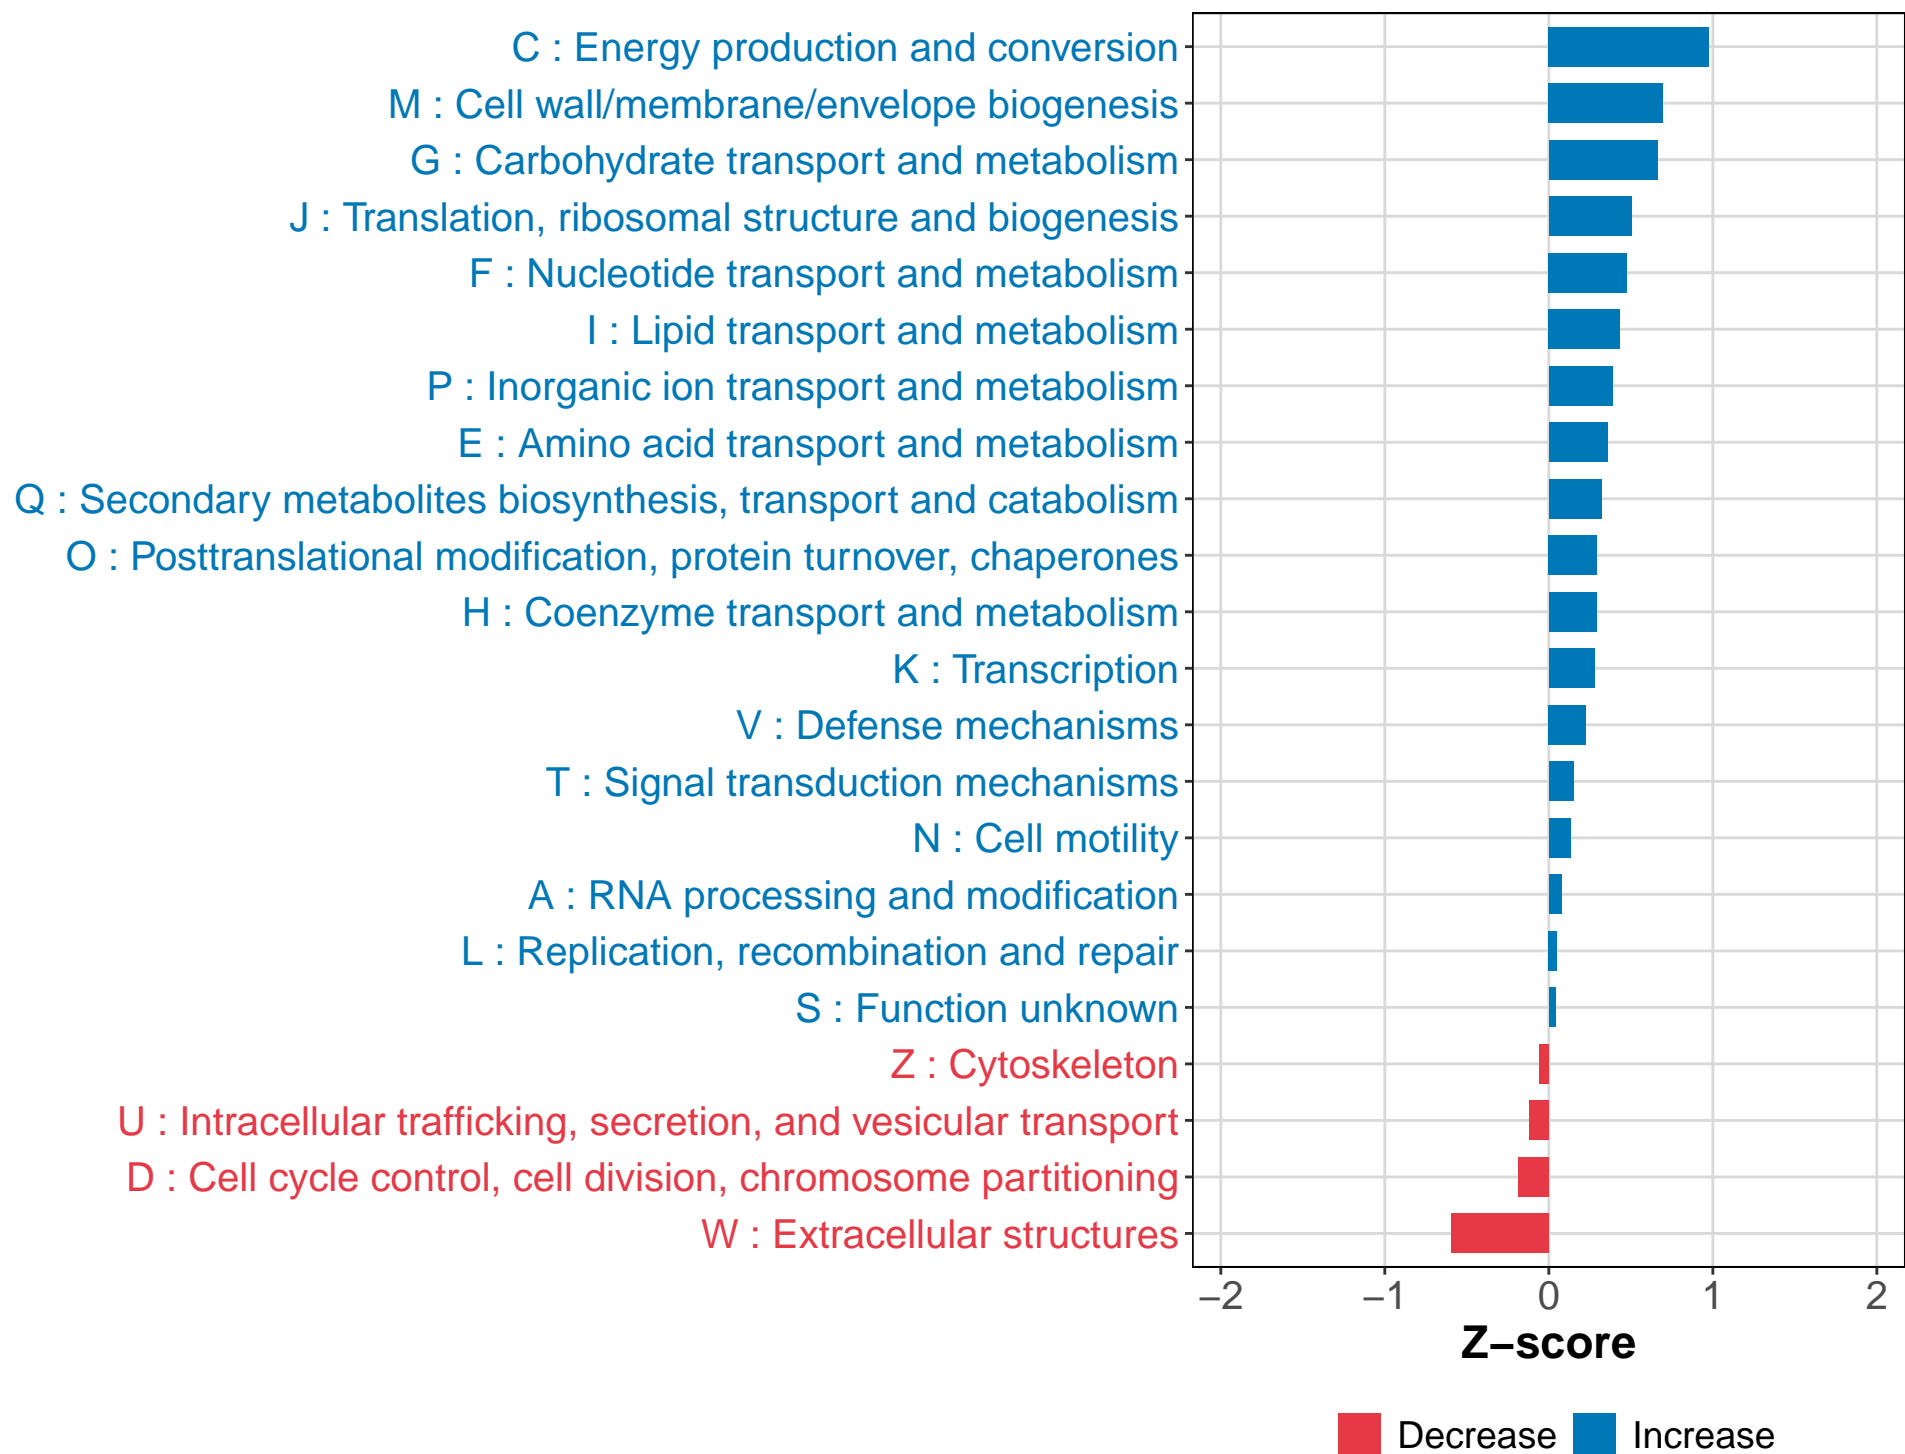 C : Energy production and conversion
M : Cell wall/membrane/envelope biogenesis
G : Carbohydrate transport and metabolism
J : Translation, ribosomal structure and biogenesis
F : Nucleotide transport and metabolism
I : Lipid transport and metabolism
P : Inorganic ion transport and metabolism
E : Amino acid transport and metabolism
Q : Secondary metabolites biosynthesis, transport and catabolism
O : Posttranslational modification, protein turnover, chaperones
H : Coenzyme transport and metabolism
K : Transcription
V : Defense mechanisms
T : Signal transduction mechanisms
N : Cell motility
A : RNA processing and modification
L : Replication, recombination and repair
S : Function unknown
Z : Cytoskeleton
U : Intracellular trafficking, secretion, and vesicular transport
D : Cell cycle control, cell division, chromosome partitioning
W : Extracellular structures
−2 −1 0 1 2
Z−score
Decrease Increase